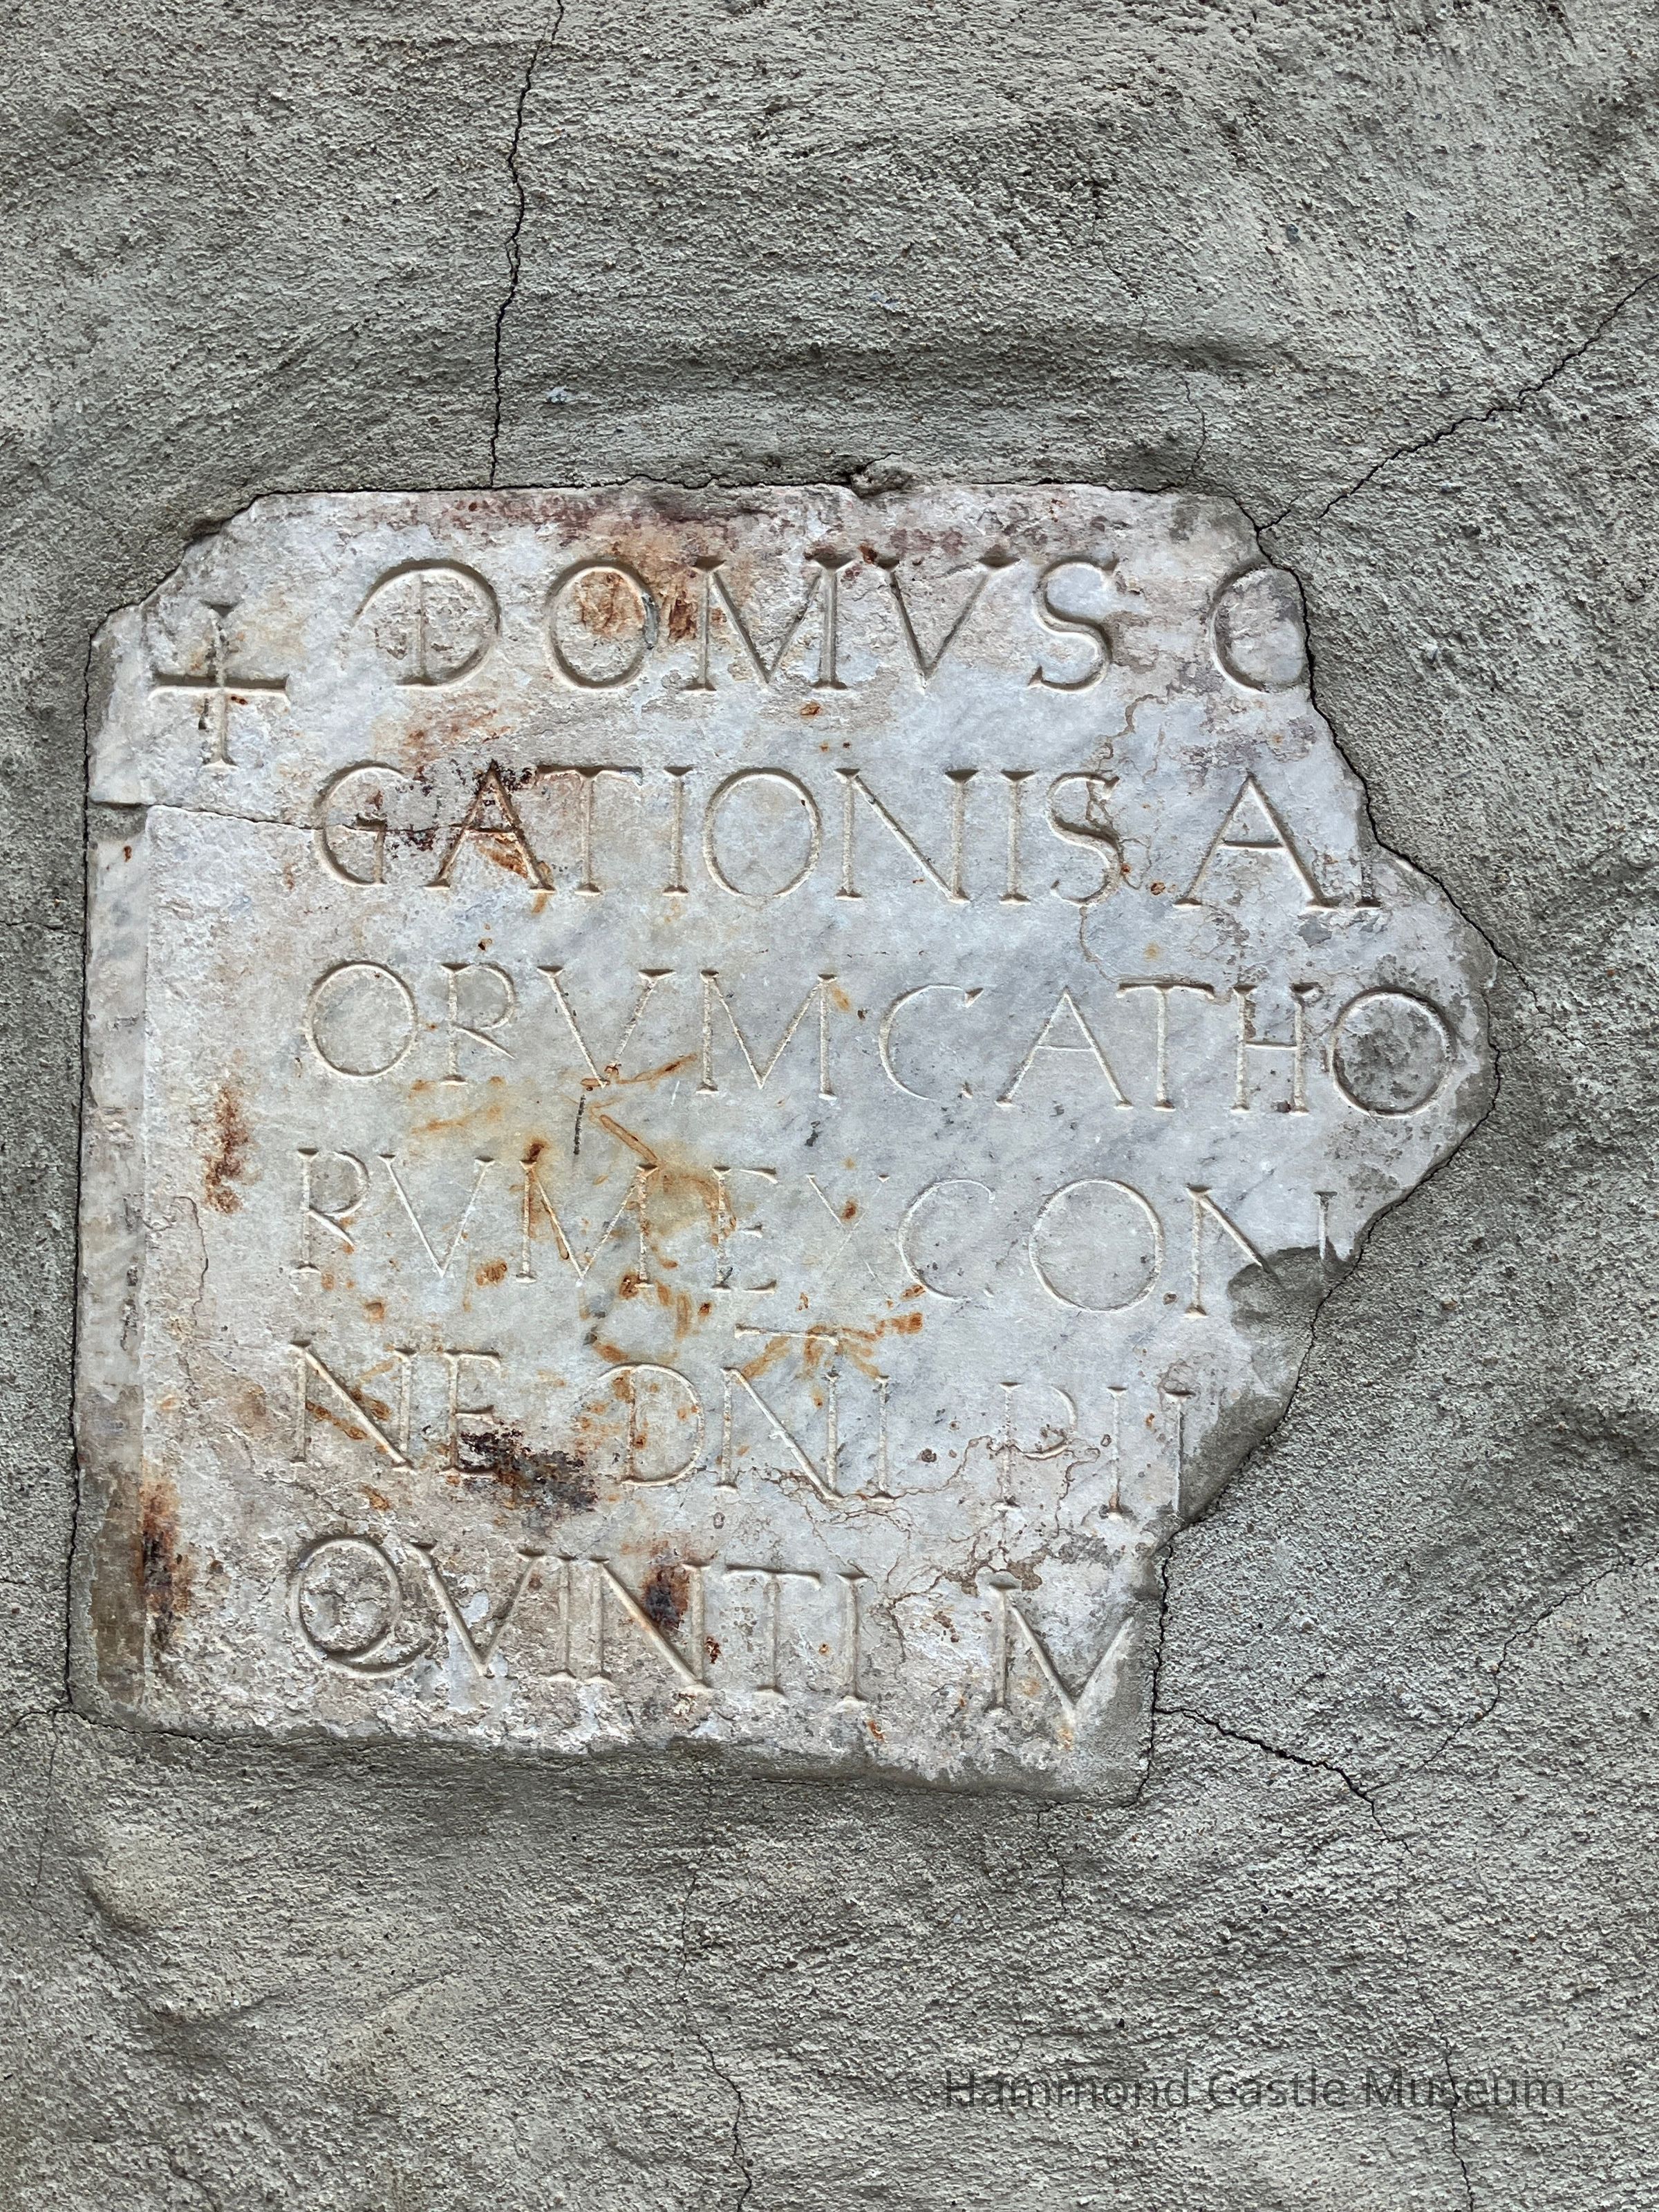 ✝ DOMVS C
GATIONIS A
ORVM CATHO
RVM EX CON
NE DNI PII
QVINTI M
Hammond Castle Museum